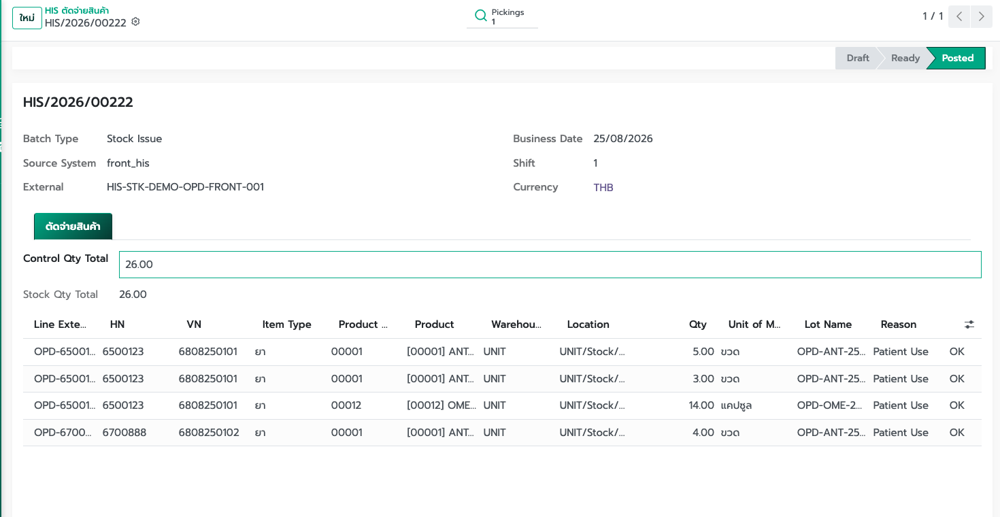 ใหม่
HIS ตัดจ่ายสินค้า
HIS/2026/00222
Pickings
1
1 / 1
Draft Ready Posted
HIS/2026/00222
Batch Type Stock Issue Business Date 25/08/2026
Source System front_his Shift 1
External HIS-STK-DEMO-OPD-FRONT-001 Currency THB
ตัดจ่ายสินค้า
Control Qty Total 26.00
Stock Qty Total 26.00
Line Exte... HN VN Item Type Product ... Product Warehou... Location Qty Unit of M... Lot Name Reason
OPD-65001... 6500123 6808250101 ยา 00001 [00001] ANT... UNIT UNIT/Stock/... 5.00 ขวด OPD-ANT-25... Patient Use OK
OPD-65001... 6500123 6808250101 ยา 00001 [00001] ANT... UNIT UNIT/Stock/... 3.00 ขวด OPD-ANT-25... Patient Use OK
OPD-65001... 6500123 6808250101 ยา 00012 [00012] OME... UNIT UNIT/Stock/... 14.00 แคปซูล OPD-OME-2... Patient Use OK
OPD-6700... 6700888 6808250102 ยา 00001 [00001] ANT... UNIT UNIT/Stock/... 4.00 ขวด OPD-ANT-25... Patient Use OK